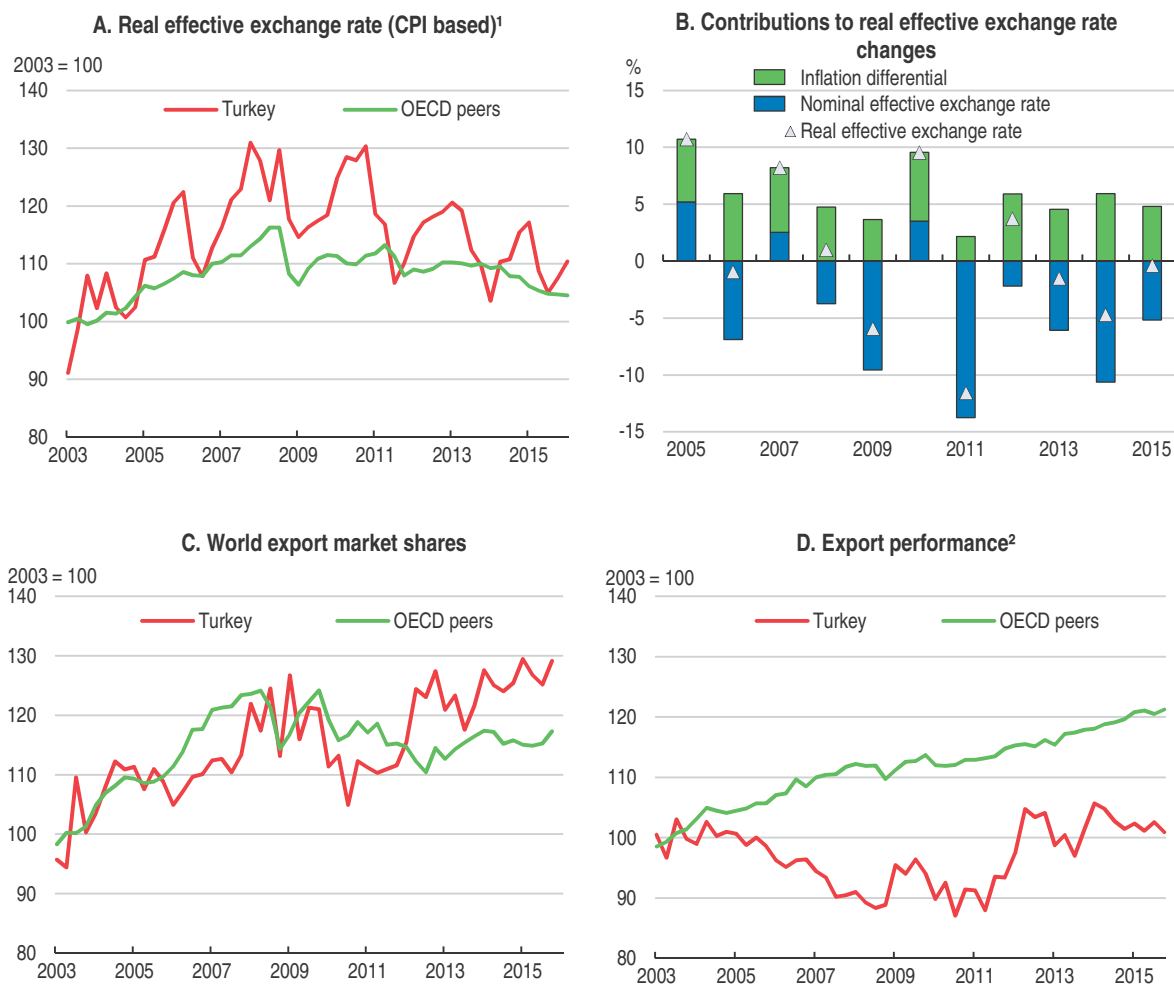 A. Real effective exchange rate (CPI based)¹
2003 = 100
140
130
120
110
100
90
80
Turkey
OECD peers
2003 2005 2007 2009 2011 2013 2015
B. Contributions to real effective exchange rate
changes
%
15
10
5
0
-5
-10
-15
Inflation differential
Nominal effective exchange rate
Real effective exchange rate
2005 2007 2009 2011 2013 2015
C. World export market shares
2003 = 100
140
130
120
110
100
90
80
Turkey
OECD peers
2003 2005 2007 2009 2011 2013 2015
D. Export performance²
2003 = 100
140
130
120
110
100
90
80
Turkey
OECD peers
2003 2005 2007 2009 2011 2013 2015